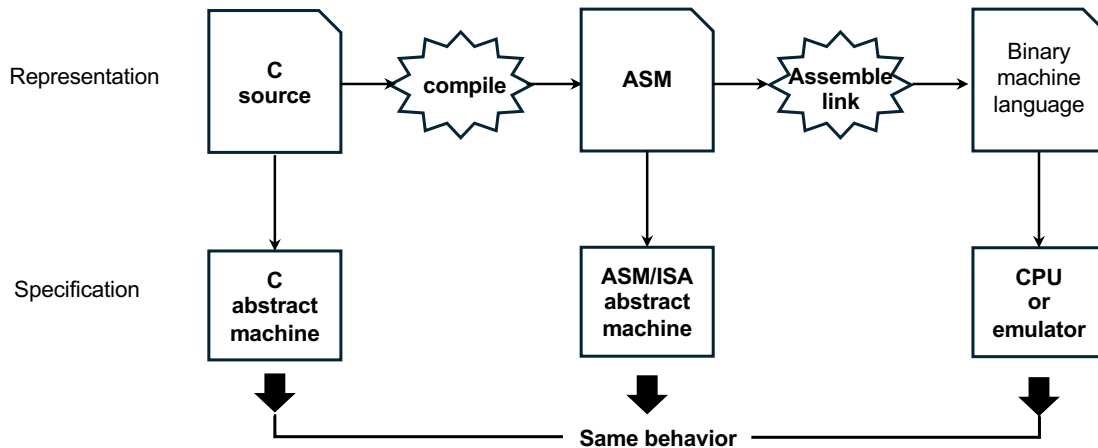 Representation
C
source
compile
ASM
Assemble
link
Binary
machine
language
Specification
C
abstract
machine
ASM/ISA
abstract
machine
CPU
or
emulator
Same behavior